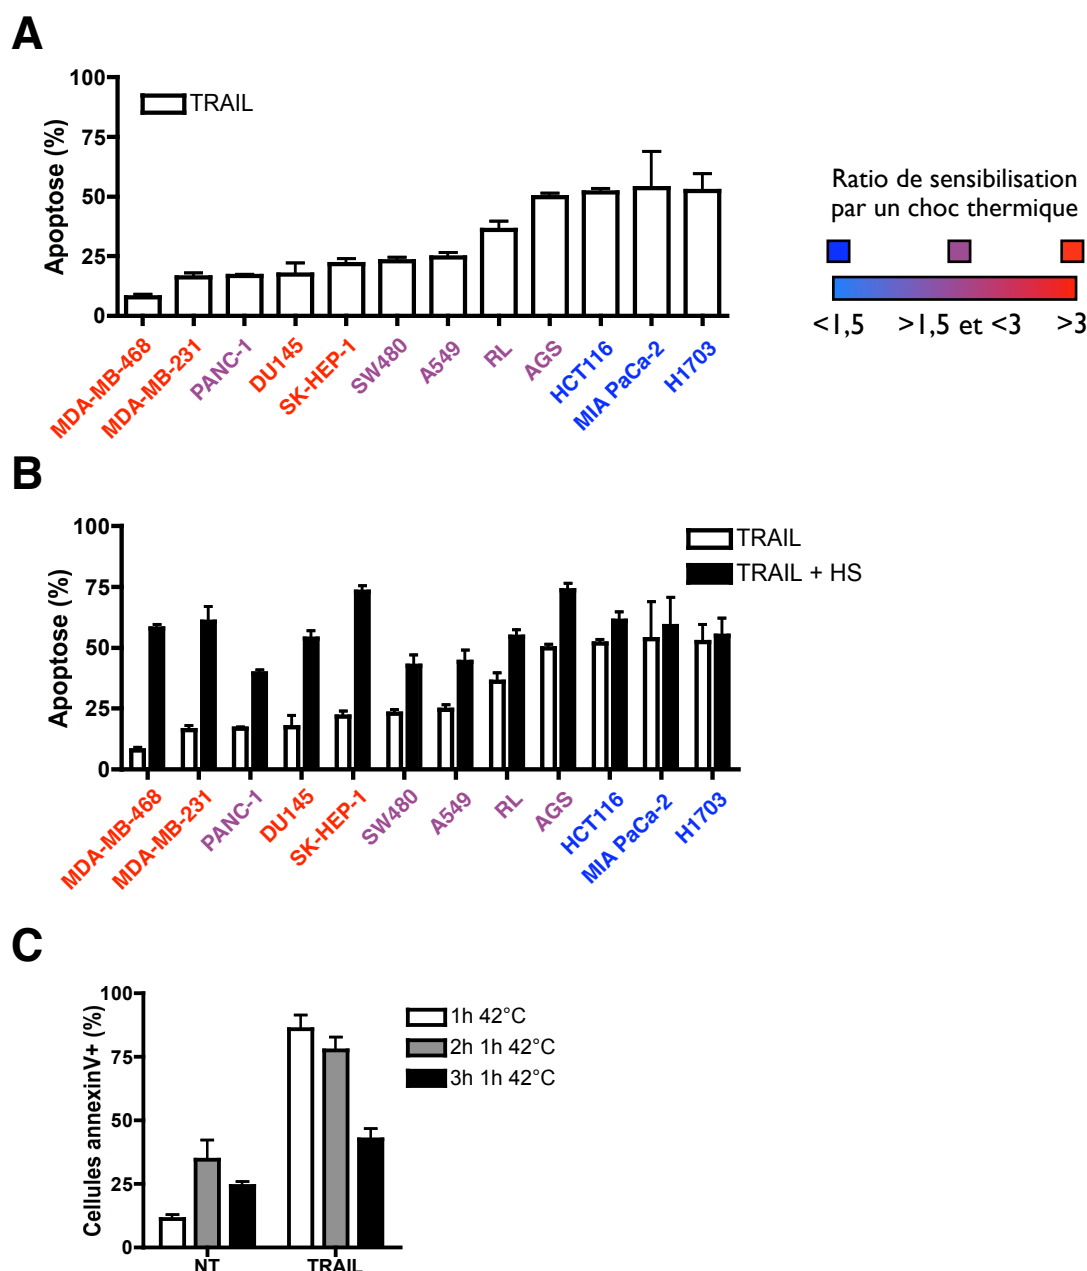 A
100
75
50
25
0
Apoptose (%)
TRAIL
MDA-MB-468
MDA-MB-231
PANC-1
DU145
SK-HEP-1
SW480
A549
RL
AGS
HCT116
MIA PaCa-2
H1703
Ratio de sensibilisation
par un choc thermique
<1,5 >1,5 et <3 >3
B
100
75
50
25
0
Apoptose (%)
TRAIL
TRAIL + HS
MDA-MB-468
MDA-MB-231
PANC-1
DU145
SK-HEP-1
SW480
A549
RL
AGS
HCT116
MIA PaCa-2
H1703
C
100
75
50
25
0
Cellules annexinV+ (%)
1h 42°C
2h 1h 42°C
3h 1h 42°C
NT TRAIL